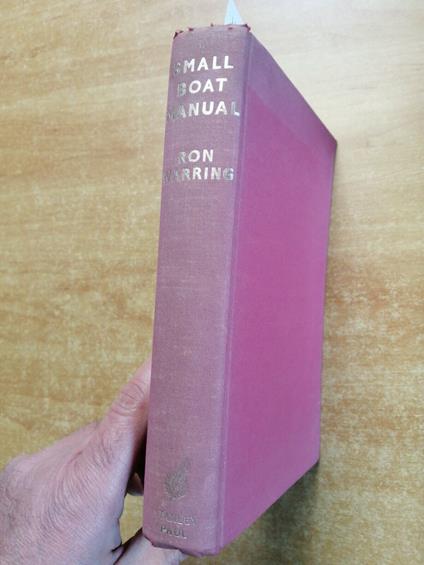 SMALL
BOAT
MANUAL
RON
WARRING
STANLEY
PAUL